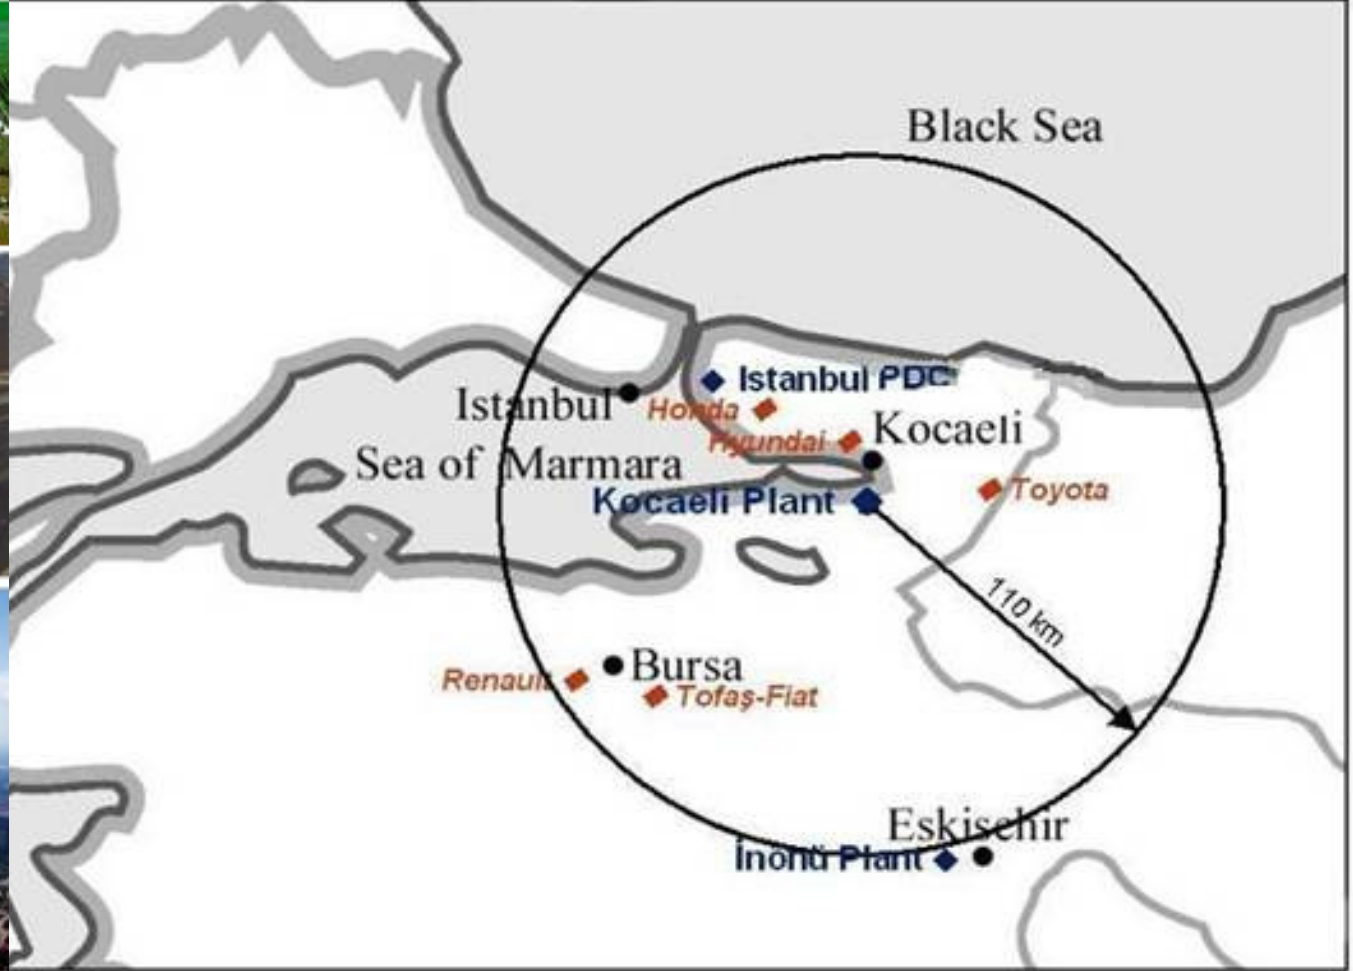 Black Sea
Istanbul PDC
Istanbul
Honda
Hyundai
Kocaeli
Sea of Marmara
Kocaeli Plant
Toyota
110 km
Bursa
Renault
Tofaş-Fiat
Eskisehir
İnönü Plant